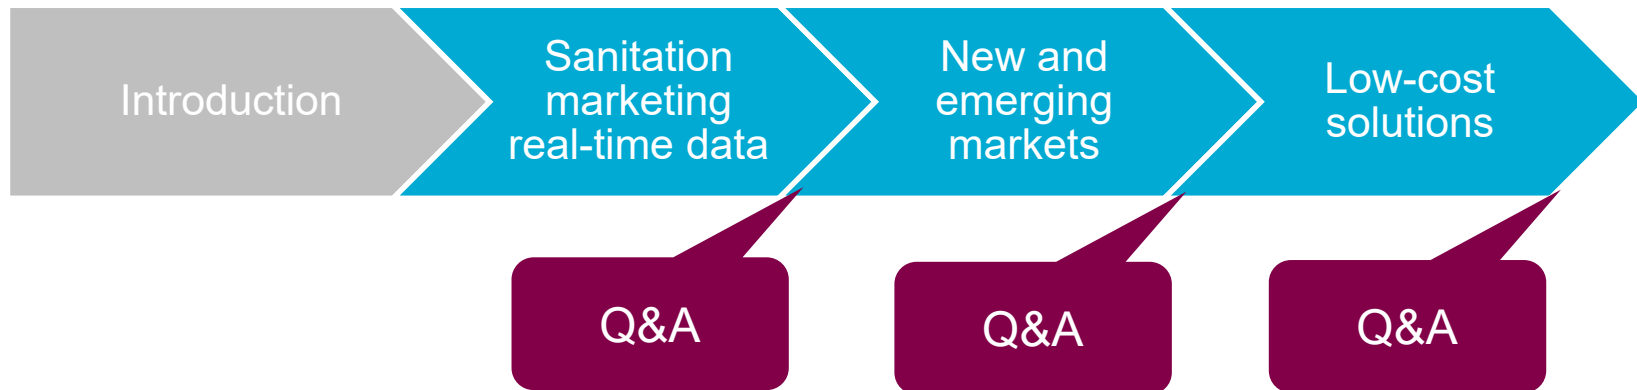 Introduction
Sanitation
marketing
real-time data
New and
emerging
markets
Low-cost
solutions
Q&A
Q&A
Q&A